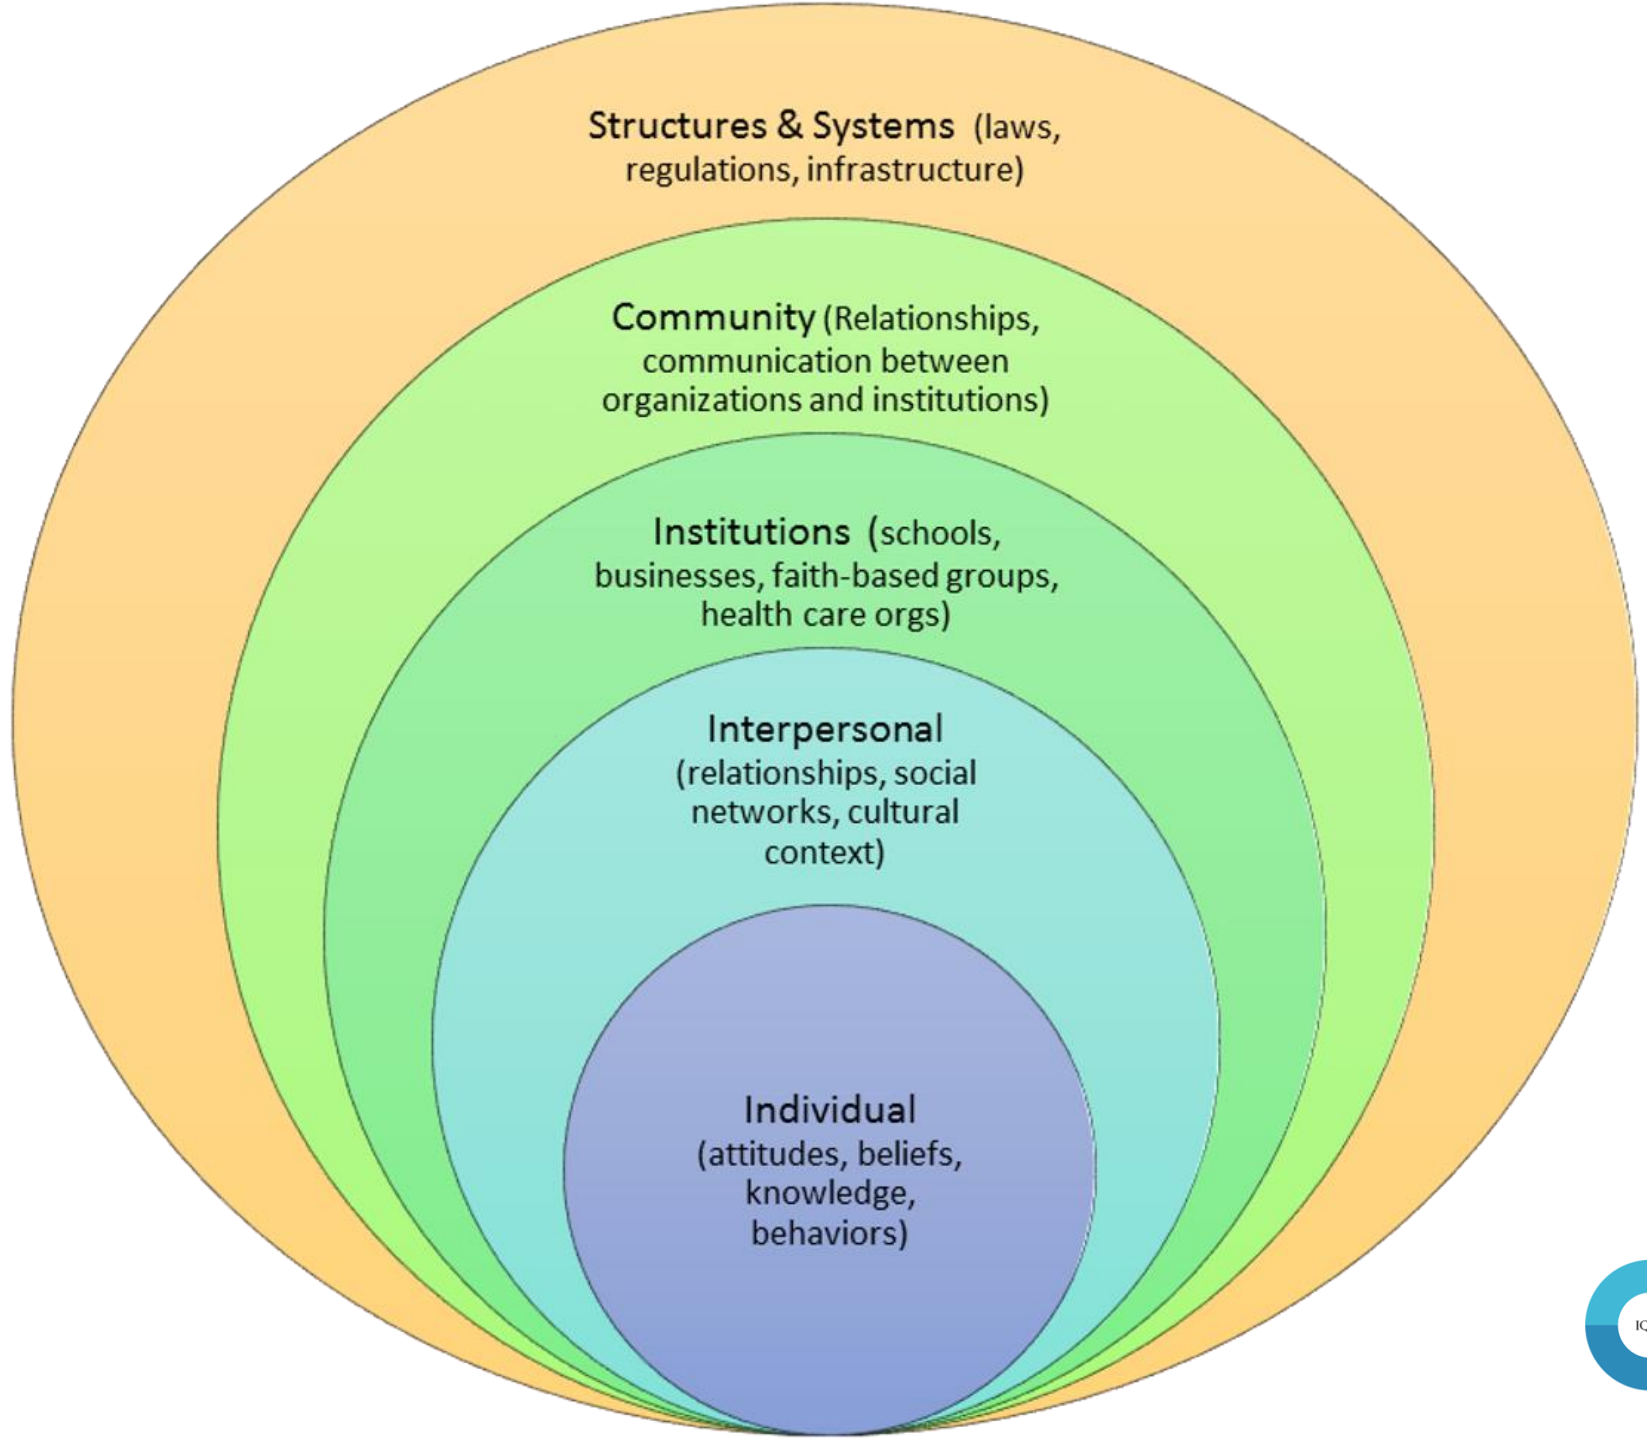 Structures & Systems (laws,
regulations, infrastructure)
Community (Relationships,
communication between
organizations and institutions)
Institutions (schools,
businesses, faith-based groups,
health care orgs)
Interpersonal
(relationships, social
networks, cultural
context)
Individual
(attitudes, beliefs,
knowledge,
behaviors)